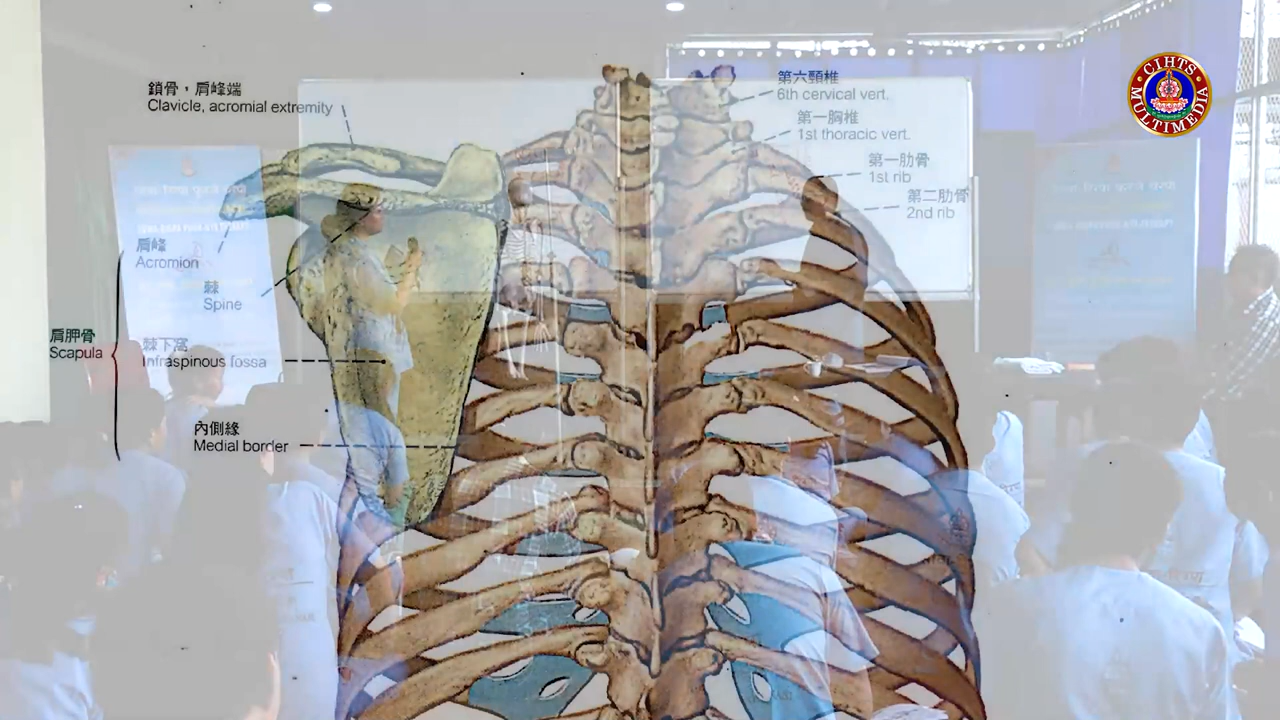 鎖骨，肩峰端
Clavicle, acromial extremity
第六頸椎
6th cervical vert.
第一胸椎
1st thoracic vert.
第一肋骨
1st rib
第二肋骨
2nd rib
肩峰
Acromion
棘
Spine
肩胛骨
Scapula
棘下窩
Infraspinous fossa
內側緣
Medial border
CIHTS
MULTIMEDIA